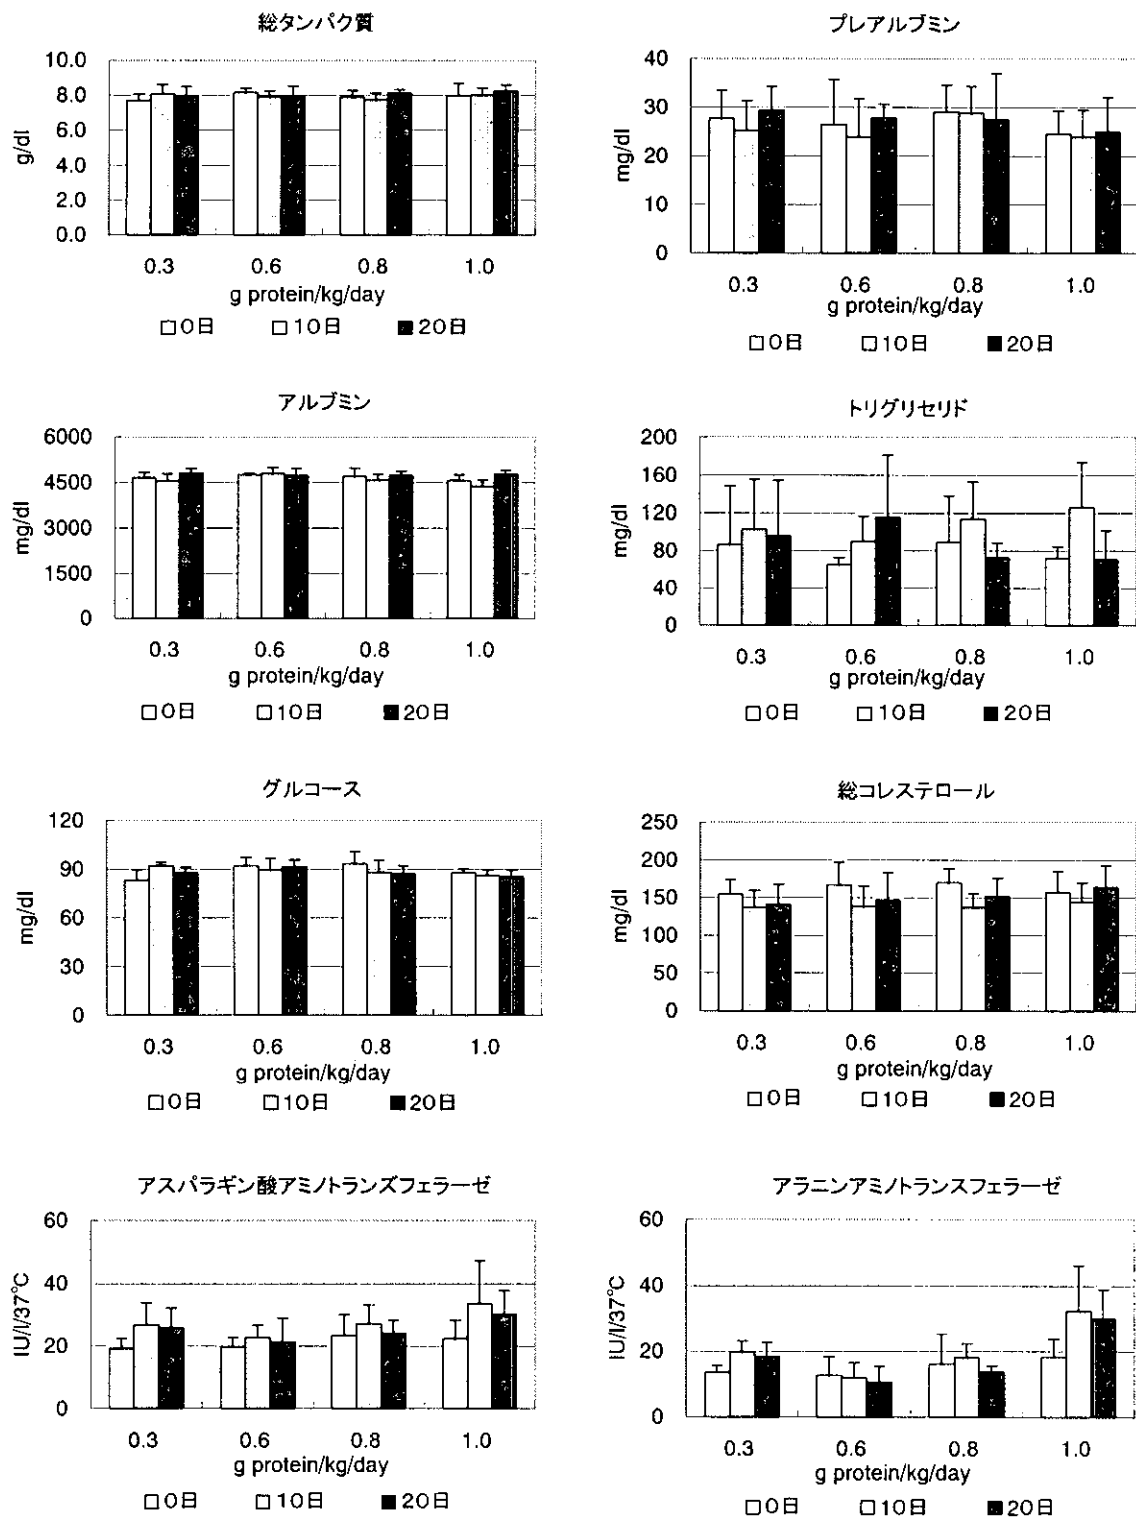 総タンパク質
10.0
8.0
6.0
4.0
2.0
0.0
g/dl
0.3 0.6 0.8 1.0
g protein/kg/day
□0日 □10日 ■20日
プレアルブミン
40
30
20
10
0
mg/dl
0.3 0.6 0.8 1.0
g protein/kg/day
□0日 □10日 ■20日
アルブミン
6000
4500
3000
1500
0
mg/dl
0.3 0.6 0.8 1.0
g protein/kg/day
□0日 □10日 ■20日
トリグリセリド
200
160
120
80
40
0
mg/dl
0.3 0.6 0.8 1.0
g protein/kg/day
□0日 □10日 ■20日
グルコース
120
90
60
30
0
mg/dl
0.3 0.6 0.8 1.0
g protein/kg/day
□0日 □10日 ■20日
総コレステロール
250
200
150
100
50
0
mg/dl
0.3 0.6 0.8 1.0
g protein/kg/day
□0日 □10日 ■20日
アスパラギン酸アミノトランズフェラーゼ
60
40
20
0
IU/l/37℃
0.3 0.6 0.8 1.0
g protein/kg/day
□0日 □10日 ■20日
アラニンアミノトランスフェラーゼ
60
40
20
0
IU/l/37℃
0.3 0.6 0.8 1.0
g protein/kg/day
□0日 □10日 ■20日